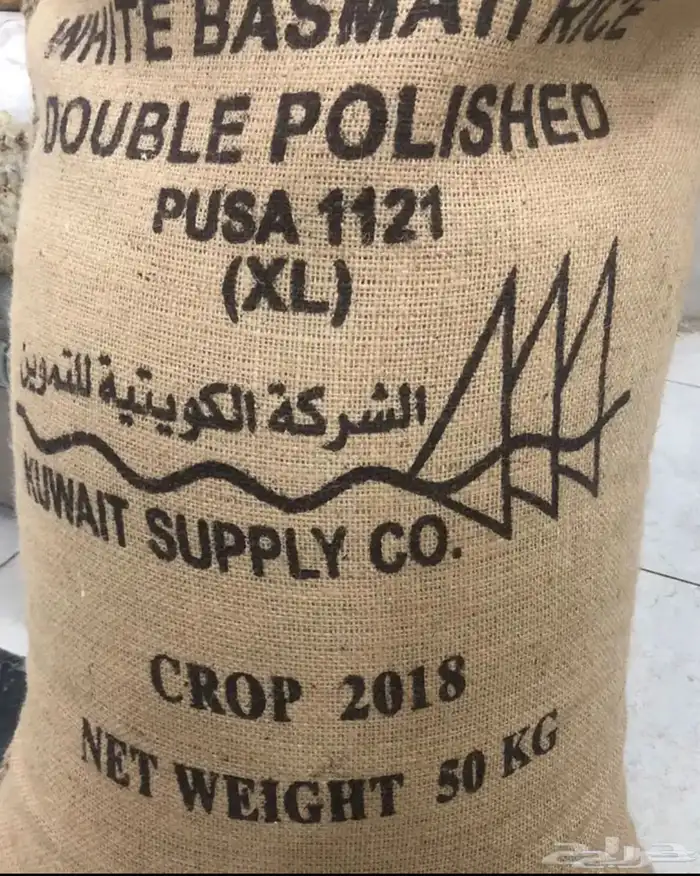 WHITE BASMATI RICE
DOUBLE POLISHED
PUSA 1121
(XL)
الشركة الكويتية للتموين
KUWAIT SUPPLY CO.
CROP 2018
NET WEIGHT 50 KG
حراج